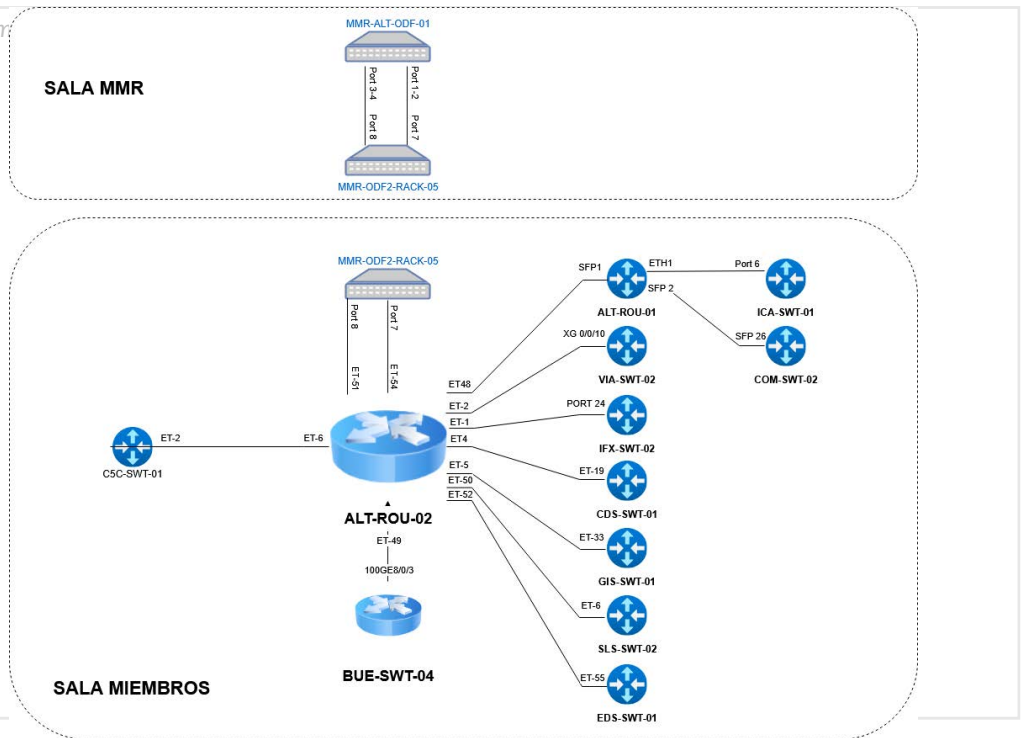 MMR-ALT-ODF-01
SALA MMR
Port 3-4
Port 1-2
Port 8
Port 7
MMR-ODF2-RACK-05
MMR-ODF2-RACK-05
Port 8
Port 7
ET-51
ET-54
SFP1
ETH1
Port 6
SFP 2
ALT-ROU-01
ICA-SWT-01
XG 0/0/10
SFP 26
VIA-SWT-02
COM-SWT-02
ET48
ET-2
PORT 24
ET-1
ET4
IFX-SWT-02
ET-2
ET-6
C5C-SWT-01
ET-5
ET-50
ET-52
ET-19
CDS-SWT-01
ALT-ROU-02
ET-49
ET-33
100GE8/0/3
GIS-SWT-01
ET-6
SLS-SWT-02
BUE-SWT-04
ET-55
SALA MIEMBROS
EDS-SWT-01